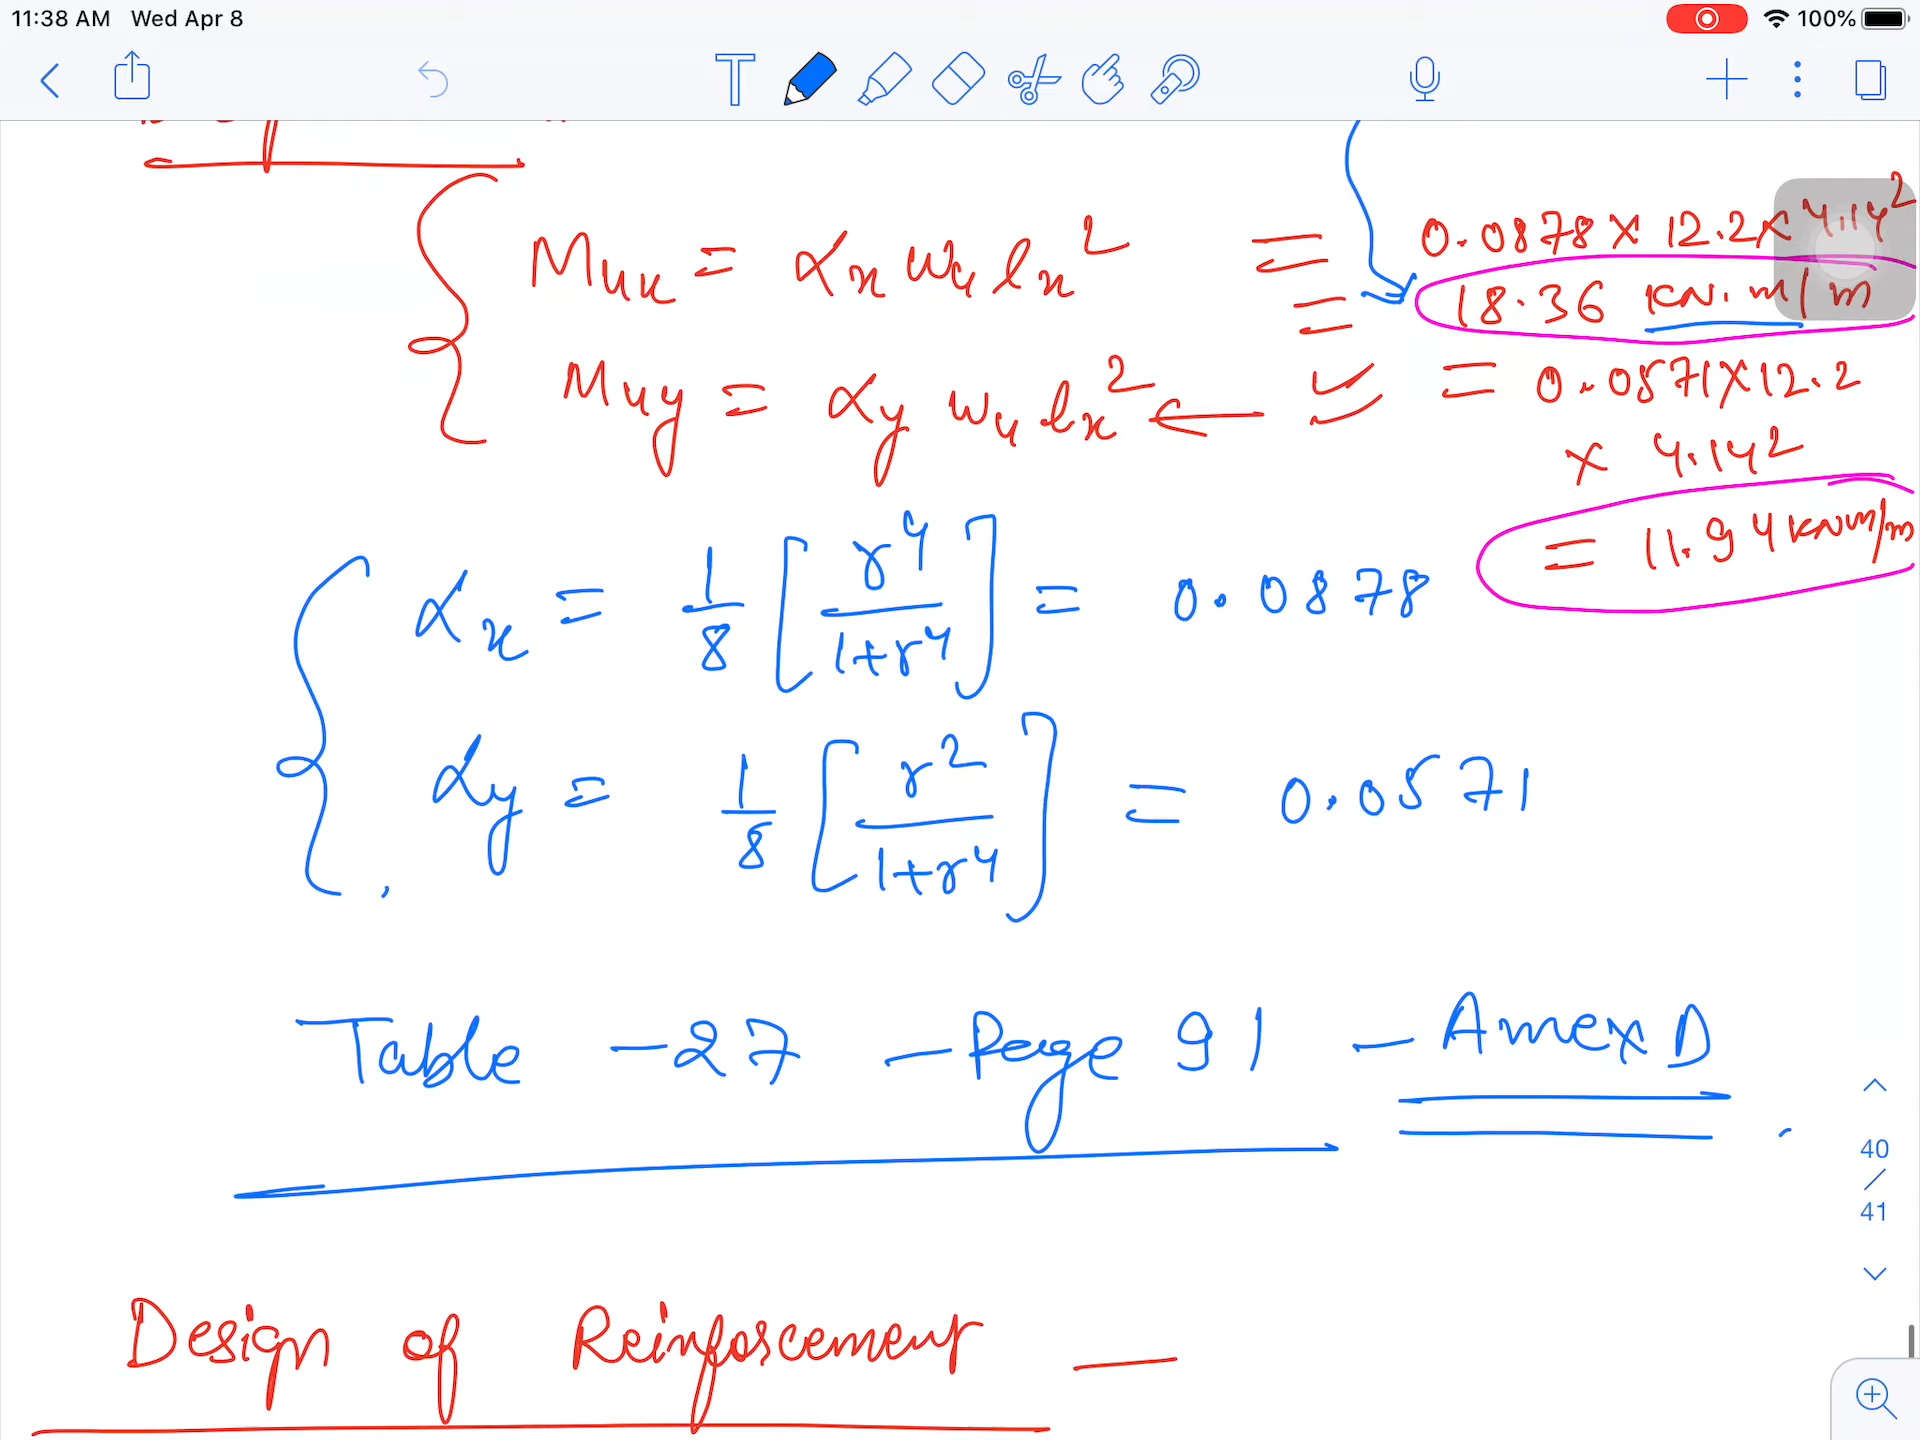 11:38 AM Wed Apr 8
100%
Mux = αx wu lx² = 0.0878 × 12.2 × 4.14²
= 18.36 KN.m/m
Muy = αy wu lx² ← = 0.0571 × 12.2
× 4.14²
= 11.94 KNm/m
αx = 1/8 [r⁴/1+r⁴] = 0.0878
αy = 1/8 [r²/1+r⁴] = 0.0571
Table - 27 - Page 91 - Annex D
40
/
41
Design of Reinforcement —